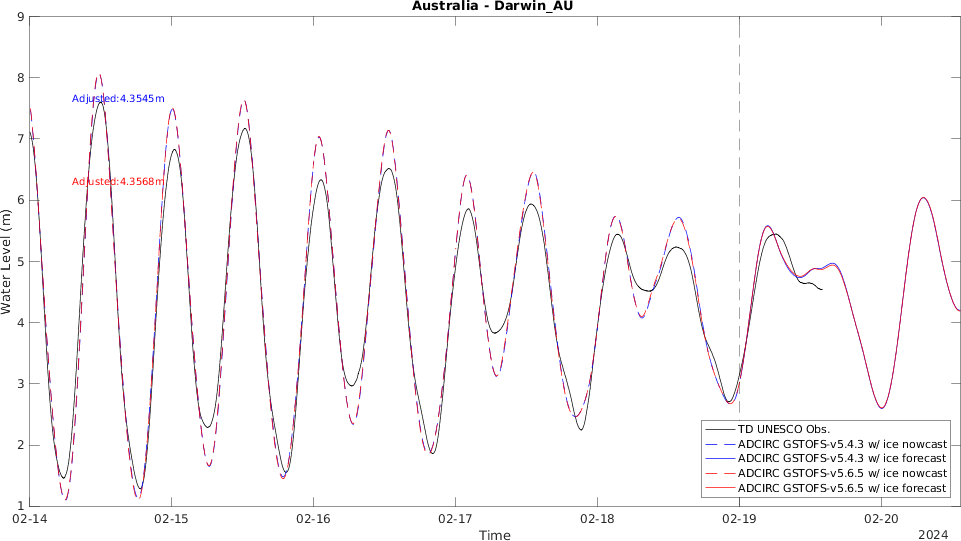 Australia - Darwin_AU
9
8
7
6
5
4
3
2
1
Water Level (m)
Adjusted:4.3545m
Adjusted:4.3568m
TD UNESCO Obs.
ADCIRC GSTOFS-v5.4.3 w/ ice nowcast
ADCIRC GSTOFS-v5.4.3 w/ ice forecast
ADCIRC GSTOFS-v5.6.5 w/ ice nowcast
ADCIRC GSTOFS-v5.6.5 w/ ice forecast
02-14 02-15 02-16 02-17 02-18 02-19 02-20
Time
2024